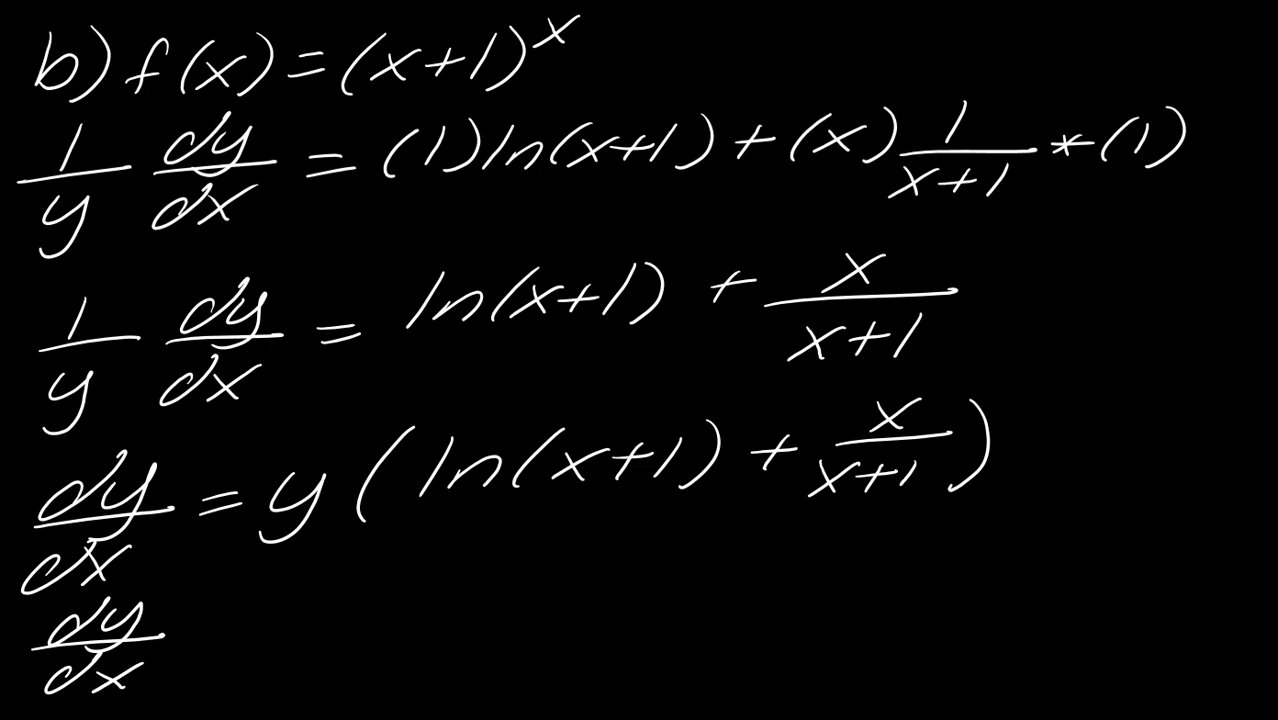 b) f(x) = (x+1)^x
1/y dy/dx = (1)ln(x+1) + (x) 1/(x+1) * (1)
1/y dy/dx = ln(x+1) + x/(x+1)
dy/dx = y(ln(x+1) + x/(x+1))
dy/dx